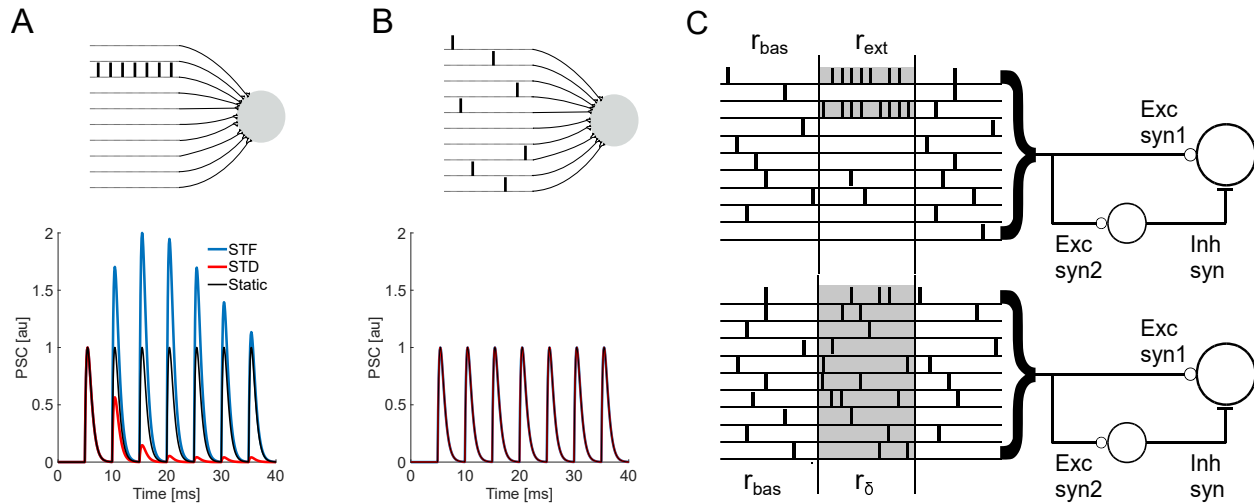 A
B
C
r_bas
r_ext
Exc
syn1
Exc
syn2
Inh
syn
2
1.5
1
0.5
0
PSC [au]
STF
STD
Static
0
10
20
30
40
Time [ms]
2
1.5
1
0.5
0
PSC [au]
0
10
20
30
40
Time [ms]
Exc
syn1
Exc
syn2
Inh
syn
r_bas
r_δ